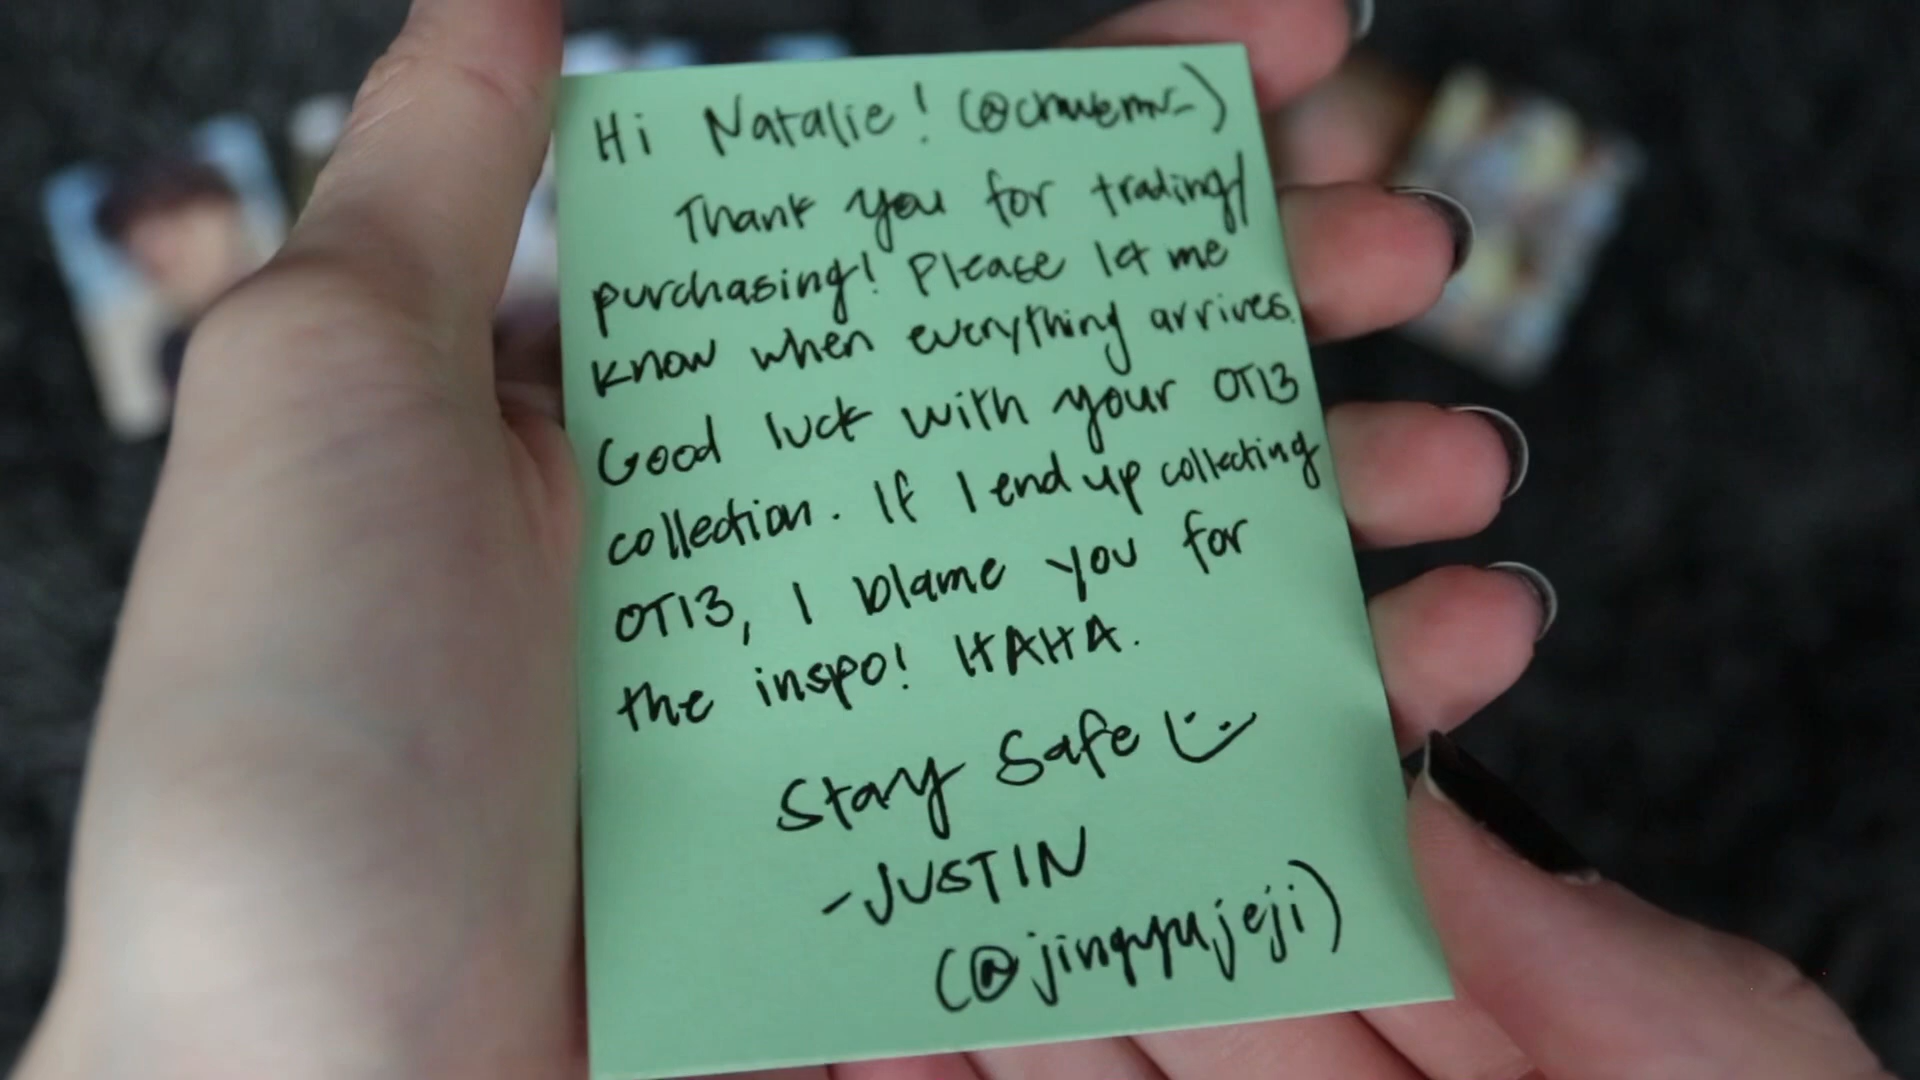 Hi Natalie! 
Thank you for trading/
purchasing! Please let me
know when everything arrives.
Good luck with your OT13
collection. If I end up collecting
OT13, I blame you for
the inspo! HAHA.
Stay Safe
-JUSTIN
(@jingyujeji)